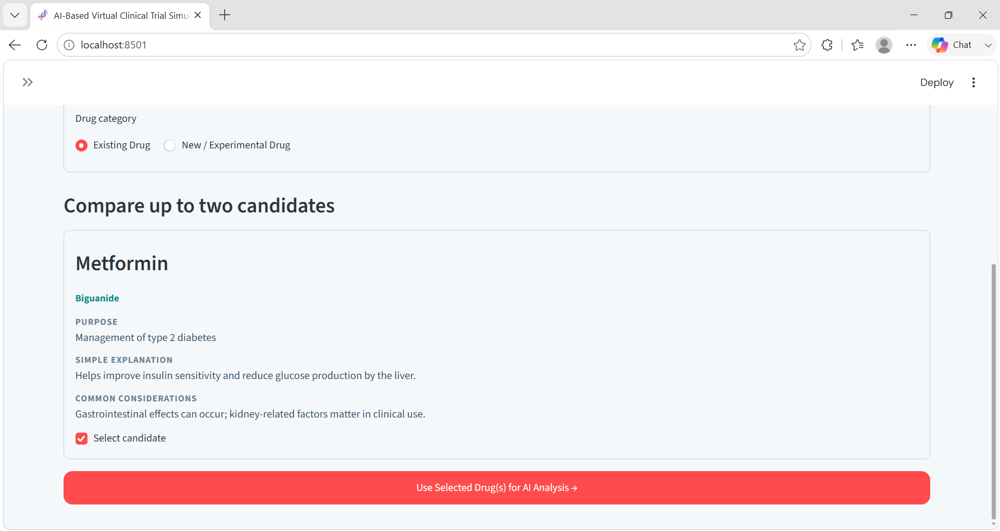 AI-Based Virtual Clinical Trial Simu
localhost:8501
Chat
Deploy
Drug category
Existing Drug
New / Experimental Drug
Compare up to two candidates
Metformin
Biguanide
PURPOSE
Management of type 2 diabetes
SIMPLE EXPLANATION
Helps improve insulin sensitivity and reduce glucose production by the liver.
COMMON CONSIDERATIONS
Gastrointestinal effects can occur; kidney-related factors matter in clinical use.
Select candidate
Use Selected Drug(s) for AI Analysis →